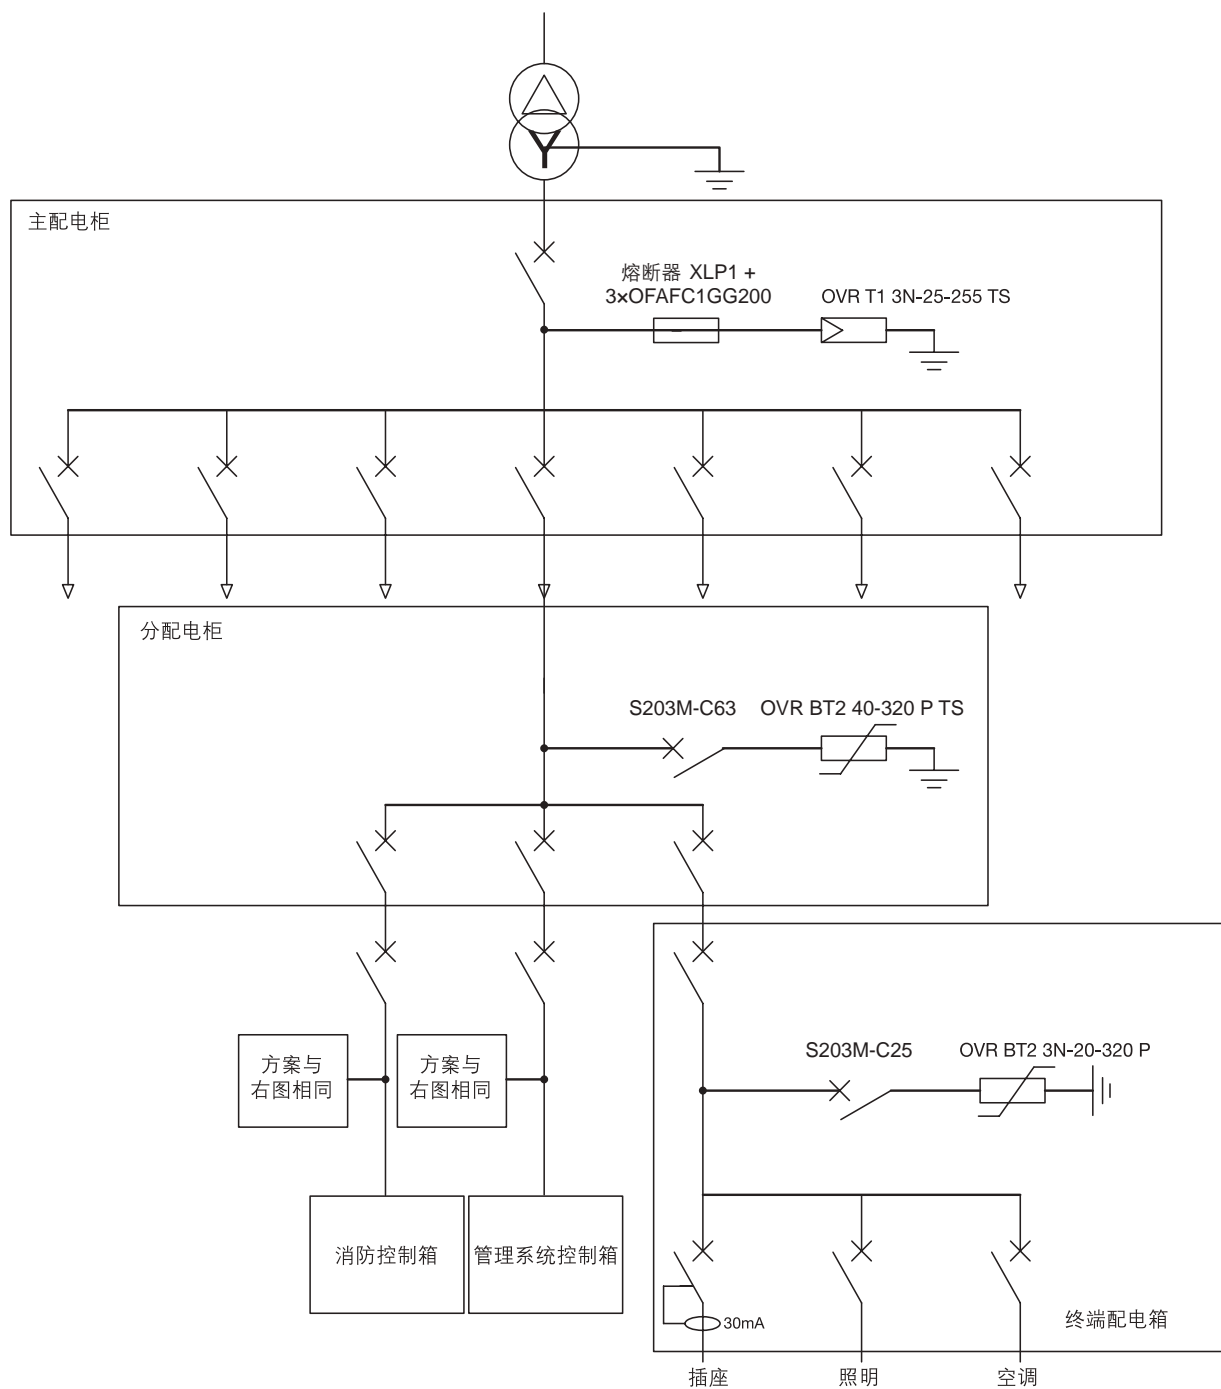 主配电柜
熔断器 XLP1 +
3×OFAFC1GG200
OVR T1 3N-25-255 TS
分配电柜
S203M-C63
OVR BT2 40-320 P TS
S203M-C25
OVR BT2 3N-20-320 P
方案与
右图相同
方案与
右图相同
消防控制箱
管理系统控制箱
30mA
终端配电箱
插座
照明
空调